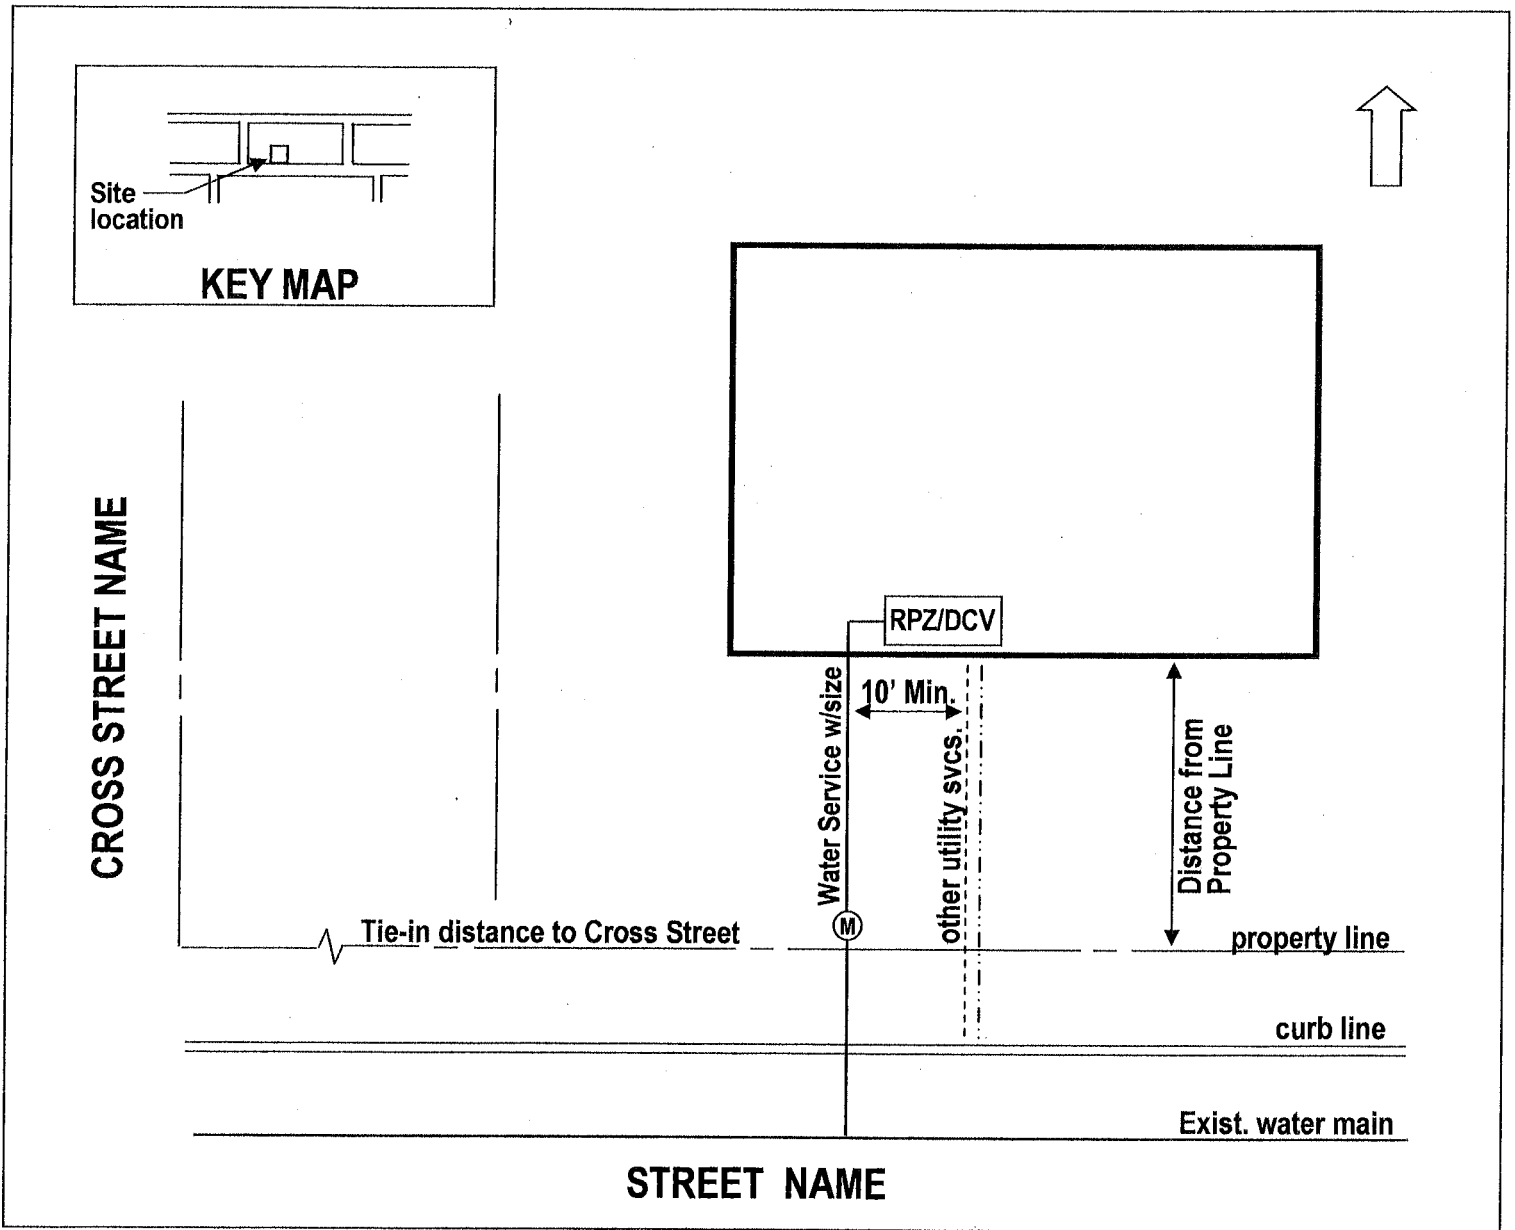 Site
location
KEY MAP
CROSS STREET NAME
RPZ/DCV
10' Min.
Water Service w/size
other utility svcs.
Distance from
Property Line
Tie-in distance to Cross Street
M
property line
curb line
Exist. water main
STREET NAME